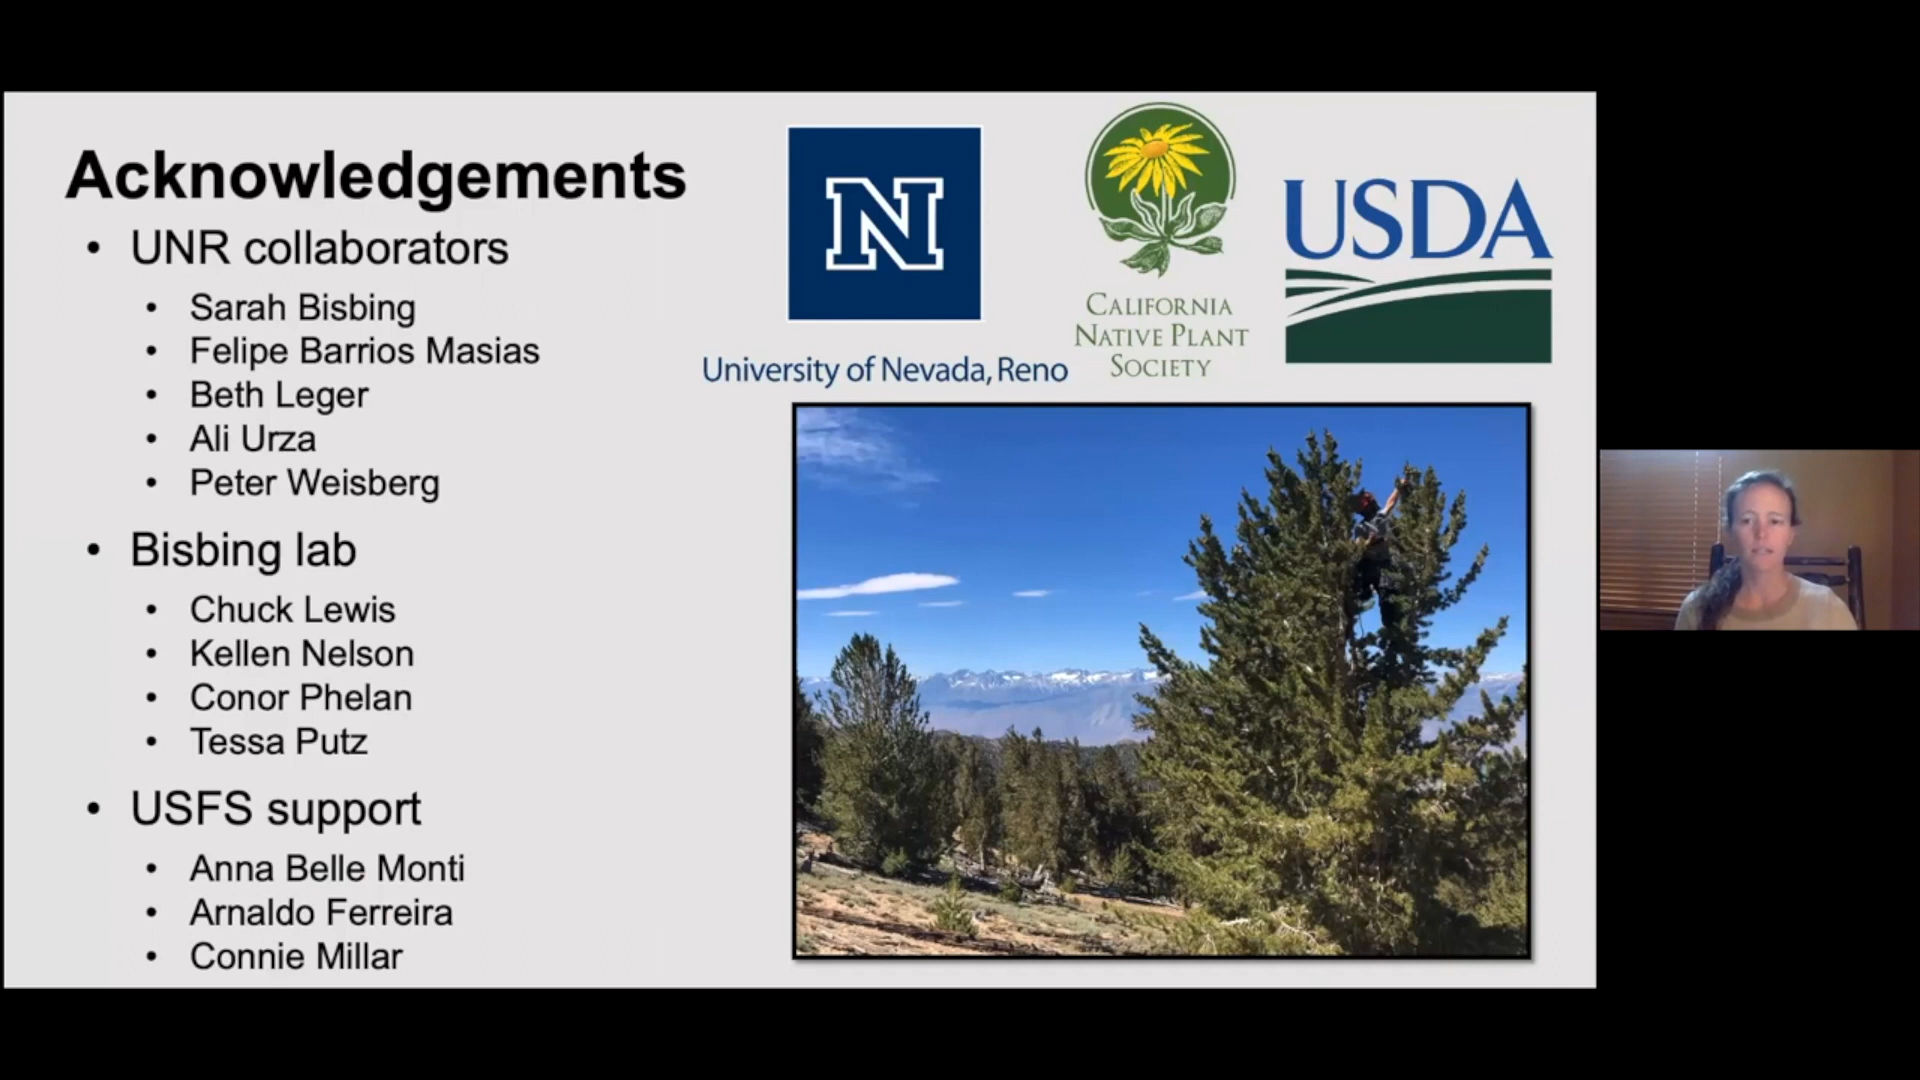 Acknowledgements
• UNR collaborators
• Sarah Bisbing
• Felipe Barrios Masias
• Beth Leger
• Ali Urza
• Peter Weisberg
• Bisbing lab
• Chuck Lewis
• Kellen Nelson
• Conor Phelan
• Tessa Putz
• USFS support
• Anna Belle Monti
• Arnaldo Ferreira
• Connie Millar
N
University of Nevada, Reno
CALIFORNIA
NATIVE PLANT
SOCIETY
USDA